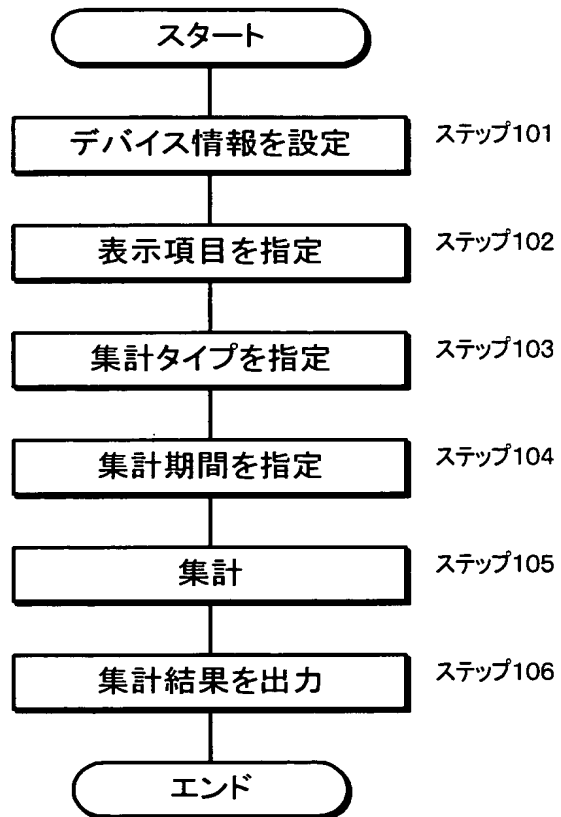 スタート
デバイス情報を設定 ステップ101
表示項目を指定 ステップ102
集計タイプを指定 ステップ103
集計期間を指定 ステップ104
集計 ステップ105
集計結果を出力 ステップ106
エンド